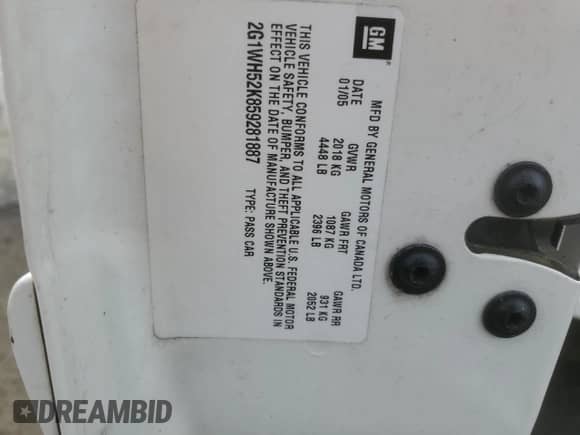 GM
MFD BY GENERAL MOTORS OF CANADA LTD.
DATE GVWR GAWR FRT GAWR RR
01/05 2018 KG 1087 KG 931 KG
4448 LB 2396 LB 2052 LB
THIS VEHICLE CONFORMS TO ALL APPLICABLE U.S. FEDERAL MOTOR
VEHICLE SAFETY, BUMPER, AND THEFT PREVENTION STANDARDS IN
EFFECT ON THE DATE OF MANUFACTURE SHOWN ABOVE.
2G1WH52K859281887 TYPE: PASS CAR
DREAMBID